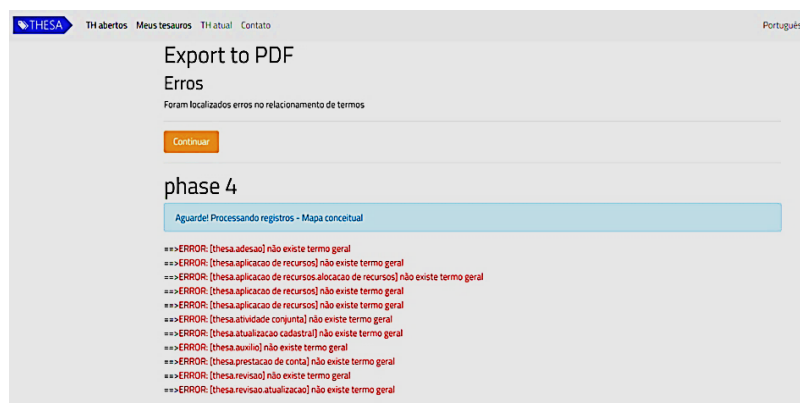 THESA TH abertos Meus tesauros TH atual Contato Português
Export to PDF
Erros
Foram localizados erros no relacionamento de termos
Continuar
phase 4
Aguarde! Processando registros - Mapa conceitual
==>ERROR: [thesa.adesao] não existe termo geral
==>ERROR: [thesa.aplicacao de recursos] não existe termo geral
==>ERROR: [thesa.aplicacao de recursos.alocacao de recursos] não existe termo geral
==>ERROR: [thesa.aplicacao de recursos] não existe termo geral
==>ERROR: [thesa.aplicacao de recursos] não existe termo geral
==>ERROR: [thesa.atividade conjunta] não existe termo geral
==>ERROR: [thesa.atualizacao cadastral] não existe termo geral
==>ERROR: [thesa.auxilio] não existe termo geral
==>ERROR: [thesa.prestacao de conta] não existe termo geral
==>ERROR: [thesa.revisao] não existe termo geral
==>ERROR: [thesa.revisao.atualizacao] não existe termo geral